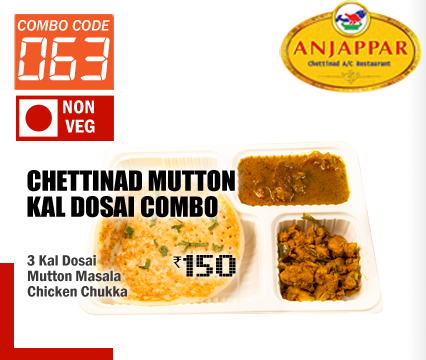 COMBO CODE
063
NON
VEG
ANJAPPAR
Chettinad A/C Restaurant
CHETTINAD MUTTON
KAL DOSAI COMBO
3 Kal Dosai
Mutton Masala
Chicken Chukka
₹150